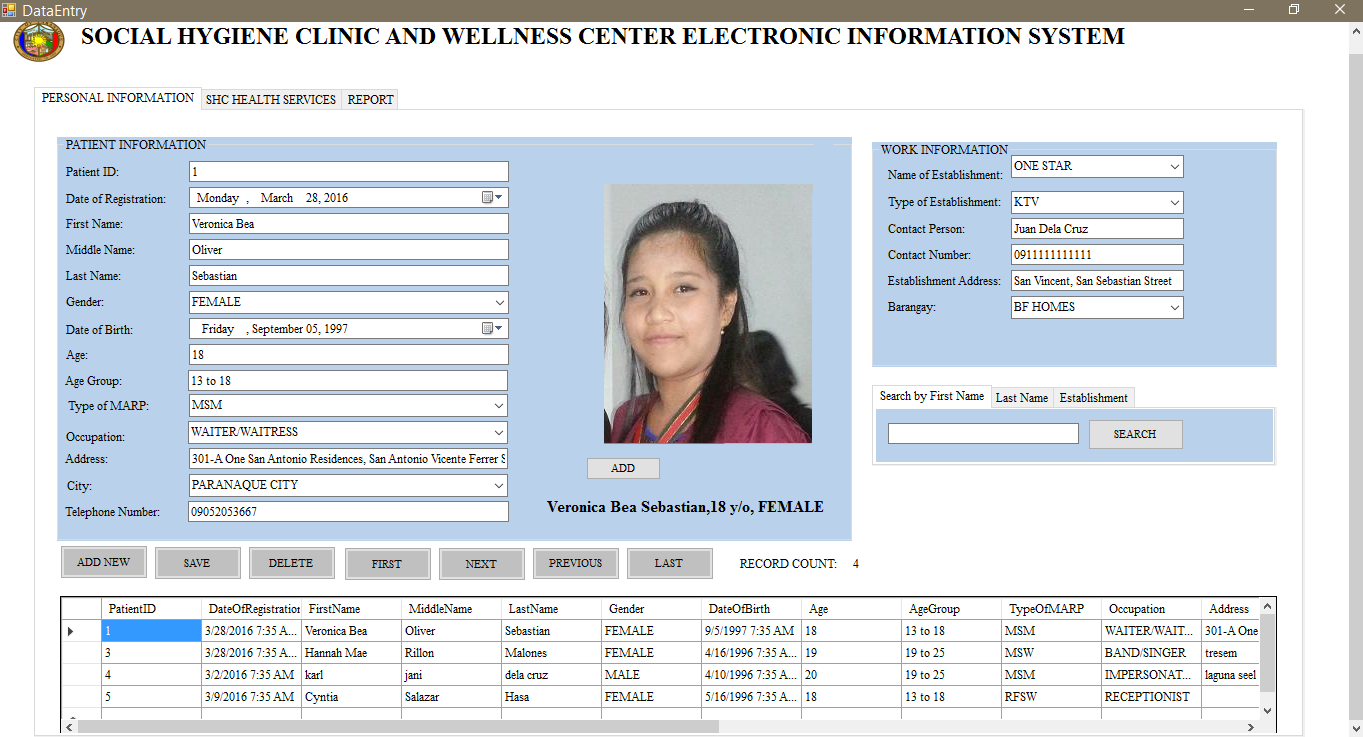 DataEntry
SOCIAL HYGIENE CLINIC AND WELLNESS CENTER ELECTRONIC INFORMATION SYSTEM
PERSONAL INFORMATION SHC HEALTH SERVICES REPORT
PATIENT INFORMATION
Patient ID: 1
Date of Registration: Monday , March 28, 2016
First Name: Veronica Bea
Middle Name: Oliver
Last Name: Sebastian
Gender: FEMALE
Date of Birth: Friday , September 05, 1997
Age: 18
Age Group: 13 to 18
Type of MARP: MSM
Occupation: WAITER/WAITRESS
Address: 301-A One San Antonio Residences, San Antonio Vicente Ferrer S
City: PARANAQUE CITY
Telephone Number: 09052053667
ADD
Veronica Bea Sebastian,18 y/o, FEMALE
WORK INFORMATION
Name of Establishment: ONE STAR
Type of Establishment: KTV
Contact Person: Juan Dela Cruz
Contact Number: 0911111111111
Establishment Address: San Vincent, San Sebastian Street
Barangay: BF HOMES
Search by First Name Last Name Establishment
SEARCH
ADD NEW SAVE DELETE FIRST NEXT PREVIOUS LAST RECORD COUNT: 4
PatientID DateOfRegistration FirstName MiddleName LastName Gender DateOfBirth Age AgeGroup TypeOfMARP Occupation Address
1 3/28/2016 7:35 A... Veronica Bea Oliver Sebastian FEMALE 9/5/1997 7:35 AM 18 13 to 18 MSM WAITER/WAIT... 301-A One
3 3/28/2016 7:35 A... Hannah Mae Rillon Malones FEMALE 4/16/1996 7:35 A... 19 19 to 25 MSW BAND/SINGER tresem
4 3/2/2016 7:35 AM karl jani dela cruz MALE 4/10/1996 7:35 A... 20 19 to 25 MSM IMPERSONAT... laguna seel
5 3/9/2016 7:35 AM Cyntia Salazar Hasa FEMALE 5/16/1996 7:35 A... 18 13 to 18 RFSW RECEPTIONIST